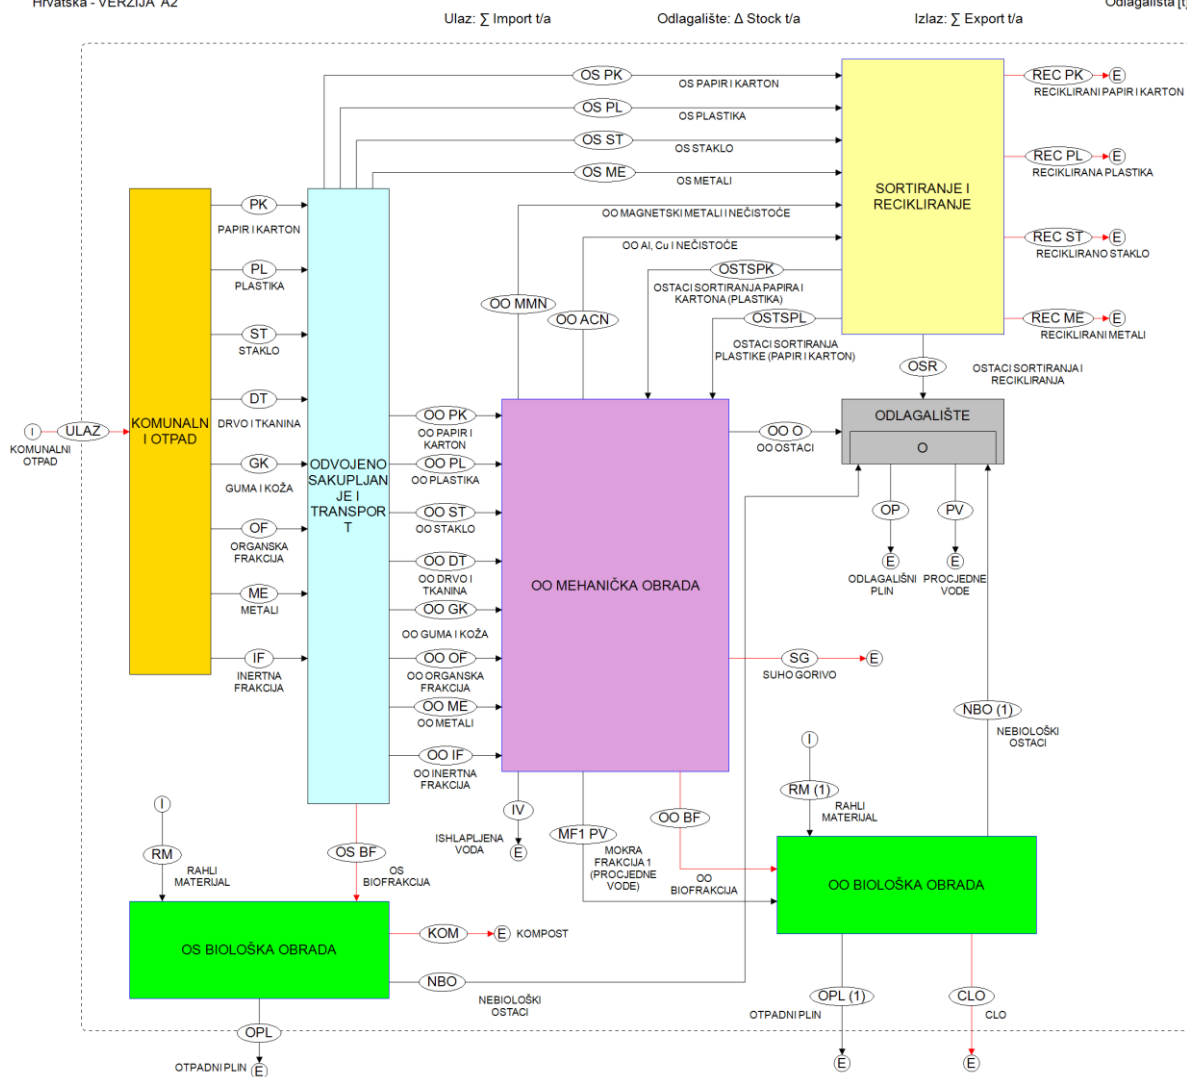 Hrvatska - VERZIJA A2
Ulaz: ∑ Import t/a
Odlagalište: Δ Stock t/a
Izlaz: ∑ Export t/a
OS PK
OS PAPIR I KARTON
REC PK
E
RECIKLIRANI PAPIR I KARTON
OS PL
OS PLASTIKA
OS ST
OS STAKLO
REC PL
E
RECIKLIRANA PLASTIKA
OS ME
OS METALI
SORTIRANJE I
RECIKLIRANJE
PK
PAPIR I KARTON
OO MAGNETSKI METALI I NEČISTOĆE
OO Al, Cu I NEČISTOĆE
REC ST
E
RECIKLIRANO STAKLO
PL
PLASTIKA
OSTSPK
OSTACI SORTIRANJA PAPIRA I
KARTONA (PLASTIKA)
OO MMN
OO ACN
OSTSPL
OSTACI SORTIRANJA
PLASTIKE (PAPIR I KARTON)
REC ME
E
RECIKLIRANI METALI
ST
STAKLO
OSR
OSTACI SORTIRANJA I
RECIKLIRANJA
DT
DRVO I TKANINA
I
KOMUNALNI
OTPAD
ULAZ
KOMUNALN
I OTPAD
OO PK
OO PAPIR I
KARTON
OO O
OO OSTACI
ODLAGALIŠTE
O
GK
GUMA I KOŽA
ODVOJENO
SAKUPLJAN
JE I
TRANSPOR
T
OO PL
OO PLASTIKA
OO ST
OO STAKLO
OP
E
ODLAGALIŠNI
PLIN
PV
E
PROCJEDNE
VODE
OF
ORGANSKA
FRAKCIJA
OO DT
OO DRVO I
TKANINA
OO MEHANIČKA OBRADA
ME
METALI
OO GK
OO GUMA I KOŽA
IF
INERTNA
FRAKCIJA
OO OF
OO ORGANSKA
FRAKCIJA
SG
E
SUHO GORIVO
OO ME
OO METALI
NBO (1)
NEBIOLOŠKI
OSTACI
OO IF
OO INERTNA
FRAKCIJA
I
RM (1)
RAHLI
MATERIJAL
I
RM
RAHLI
MATERIJAL
OS BF
OS
BIOFRAKCIJA
IV
E
ISHLAPLJENA
VODA
MF1 PV
MOKRA
FRAKCIJA 1
(PROCJEDNE
VODE)
OO BF
OO
BIOFRAKCIJA
OO BIOLOŠKA OBRADA
OS BIOLOŠKA OBRADA
KOM
E
KOMPOST
NBO
NEBIOLOŠKI
OSTACI
OPL
E
OTPADNI PLIN
OPL (1)
E
OTPADNI PLIN
CLO
E
CLO